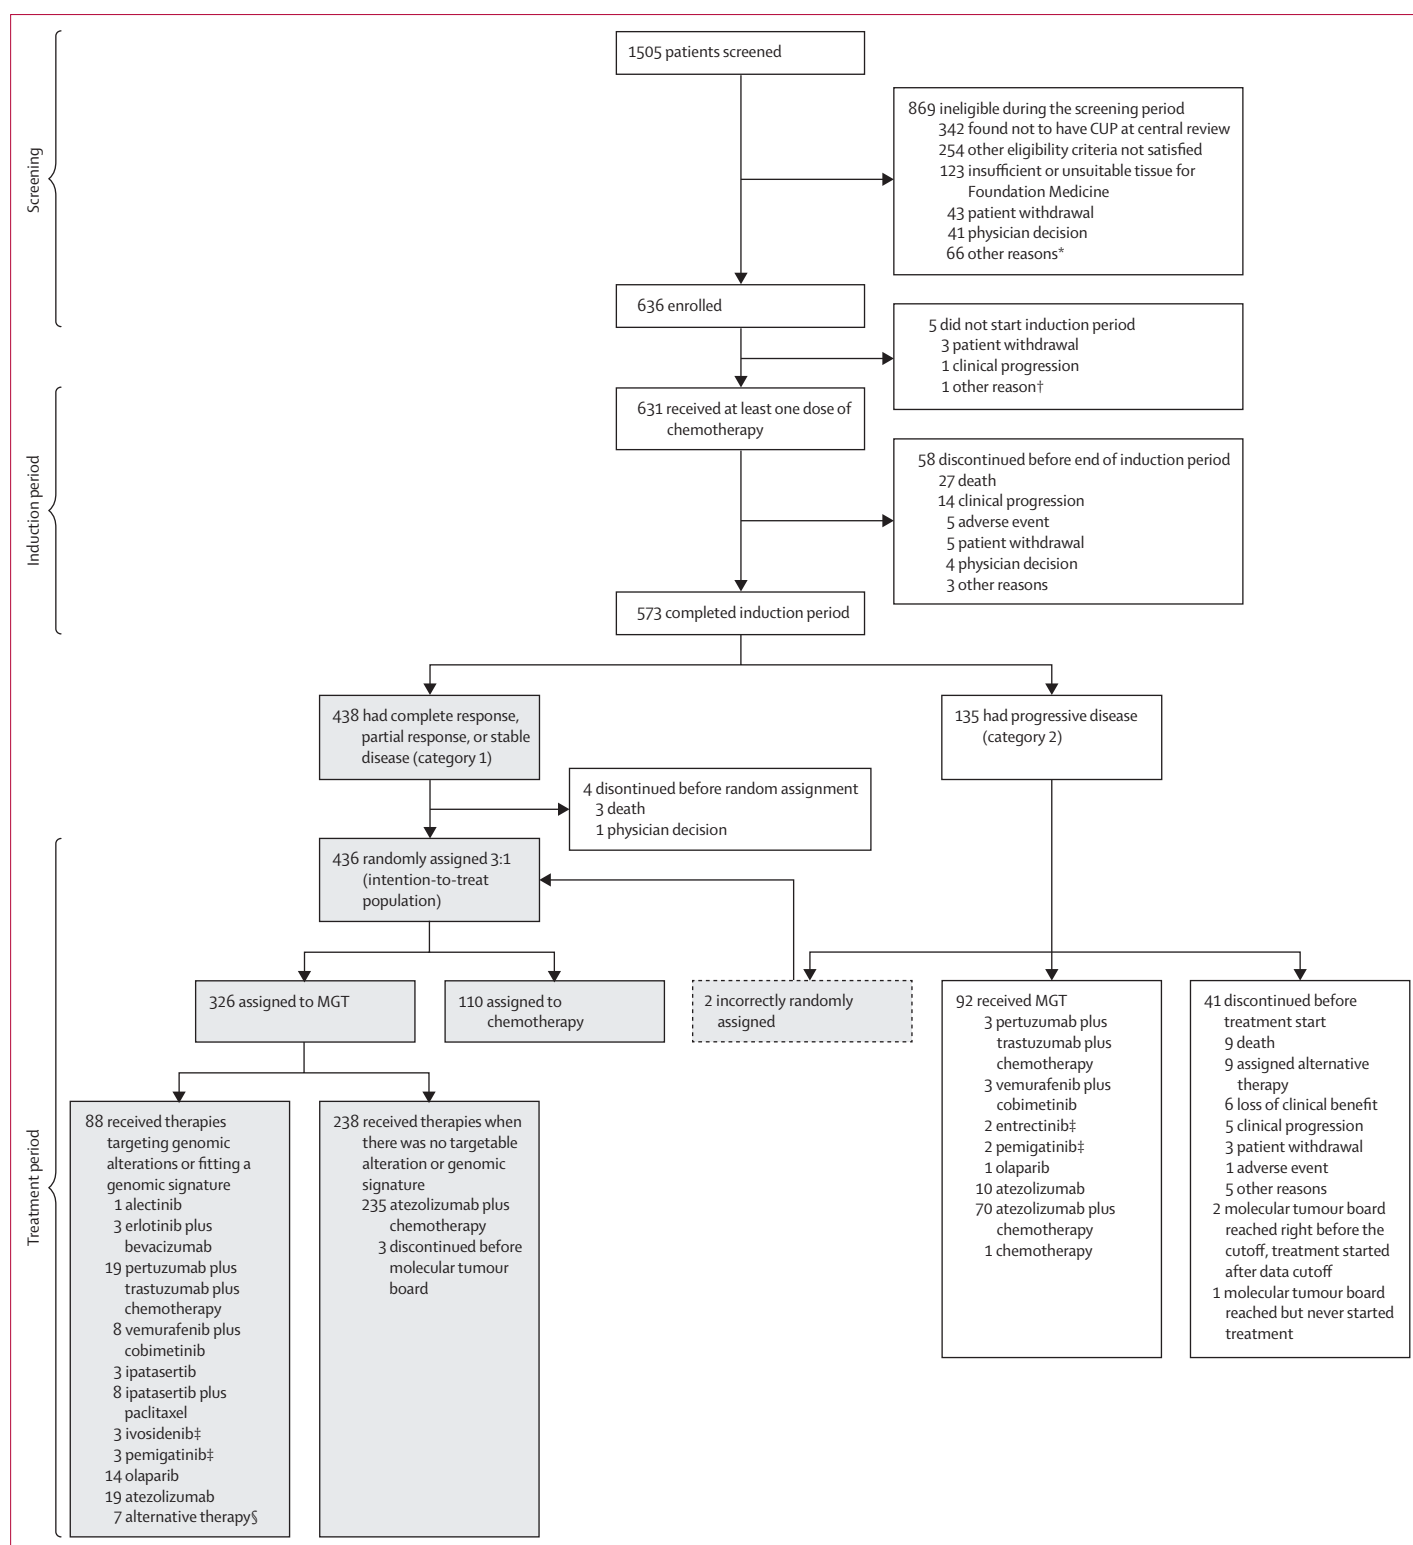 Screening
1505 patients screened
869 ineligible during the screening period
342 found not to have CUP at central review
254 other eligibility criteria not satisfied
123 insufficient or unsuitable tissue for
Foundation Medicine
43 patient withdrawal
41 physician decision
66 other reasons*
636 enrolled
5 did not start induction period
3 patient withdrawal
1 clinical progression
1 other reason†
Induction period
631 received at least one dose of
chemotherapy
58 discontinued before end of induction period
27 death
14 clinical progression
5 adverse event
5 patient withdrawal
4 physician decision
3 other reasons
573 completed induction period
438 had complete response,
partial response, or stable
disease (category 1)
135 had progressive disease
(category 2)
4 disontinued before random assignment
3 death
1 physician decision
Treatment period
436 randomly assigned 3:1
(intention-to-treat
population)
326 assigned to MGT
110 assigned to
chemotherapy
2 incorrectly randomly
assigned
92 received MGT
3 pertuzumab plus
trastuzumab plus
chemotherapy
3 vemurafenib plus
cobimetinib
2 entrectinib‡
2 pemigatinib‡
1 olaparib
10 atezolizumab
70 atezolizumab plus
chemotherapy
1 chemotherapy
41 discontinued before
treatment start
9 death
9 assigned alternative
therapy
6 loss of clinical benefit
5 clinical progression
3 patient withdrawal
1 adverse event
5 other reasons
2 molecular tumour board
reached right before the
cutoff, treatment started
after data cutoff
1 molecular tumour board
reached but never started
treatment
88 received therapies
targeting genomic
alterations or fitting a
genomic signature
1 alectinib
3 erlotinib plus
bevacizumab
19 pertuzumab plus
trastuzumab plus
chemotherapy
8 vemurafenib plus
cobimetinib
3 ipatasertib
8 ipatasertib plus
paclitaxel
3 ivosidenib‡
3 pemigatinib‡
14 olaparib
19 atezolizumab
7 alternative therapy§
238 received therapies when
there was no targetable
alteration or genomic
signature
235 atezolizumab plus
chemotherapy
3 discontinued before
molecular tumour
board